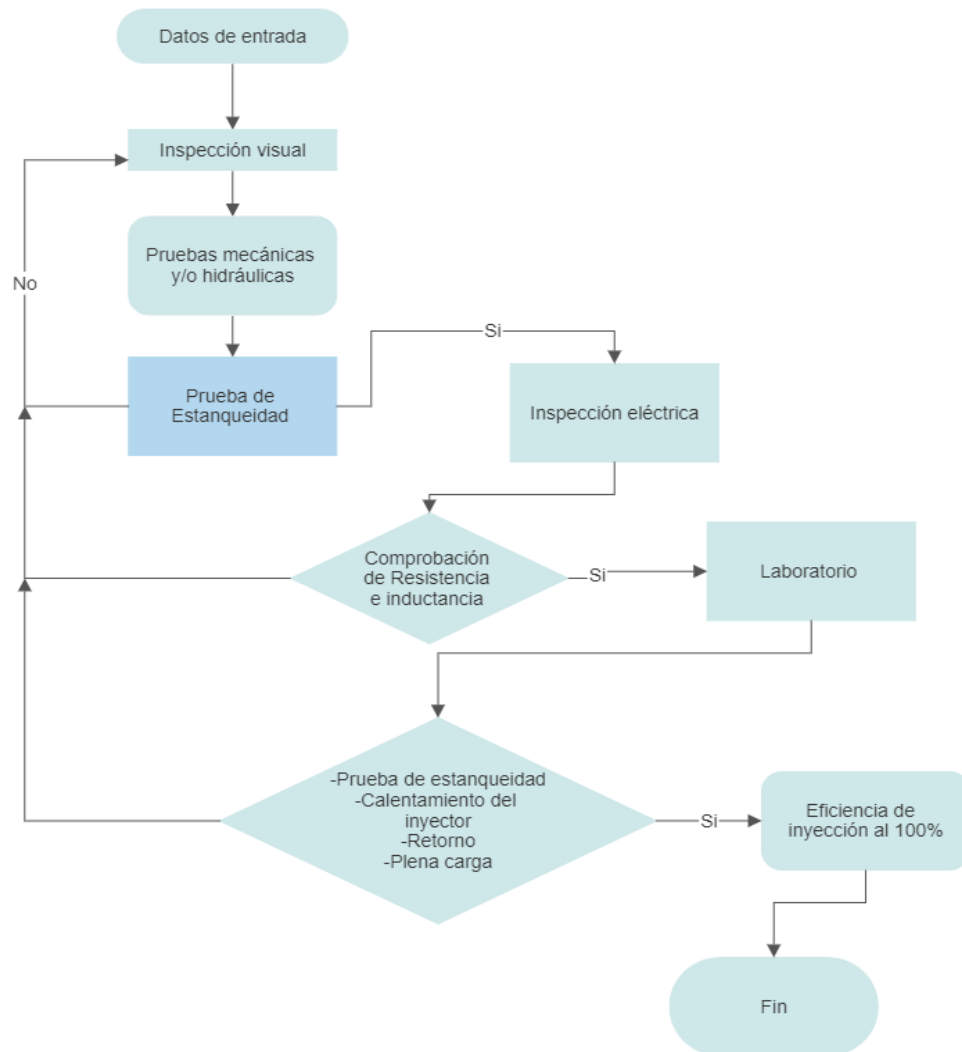 Datos de entrada
Inspección visual
Pruebas mecánicas
y/o hidráulicas
No
Si
Prueba de
Estanqueidad
Inspección eléctrica
Comprobación
de Resistencia
e inductancia
Si
Laboratorio
-Prueba de estanqueidad
-Calentamiento del
inyector
-Retorno
-Plena carga
Si
Eficiencia de
inyección al 100%
Fin